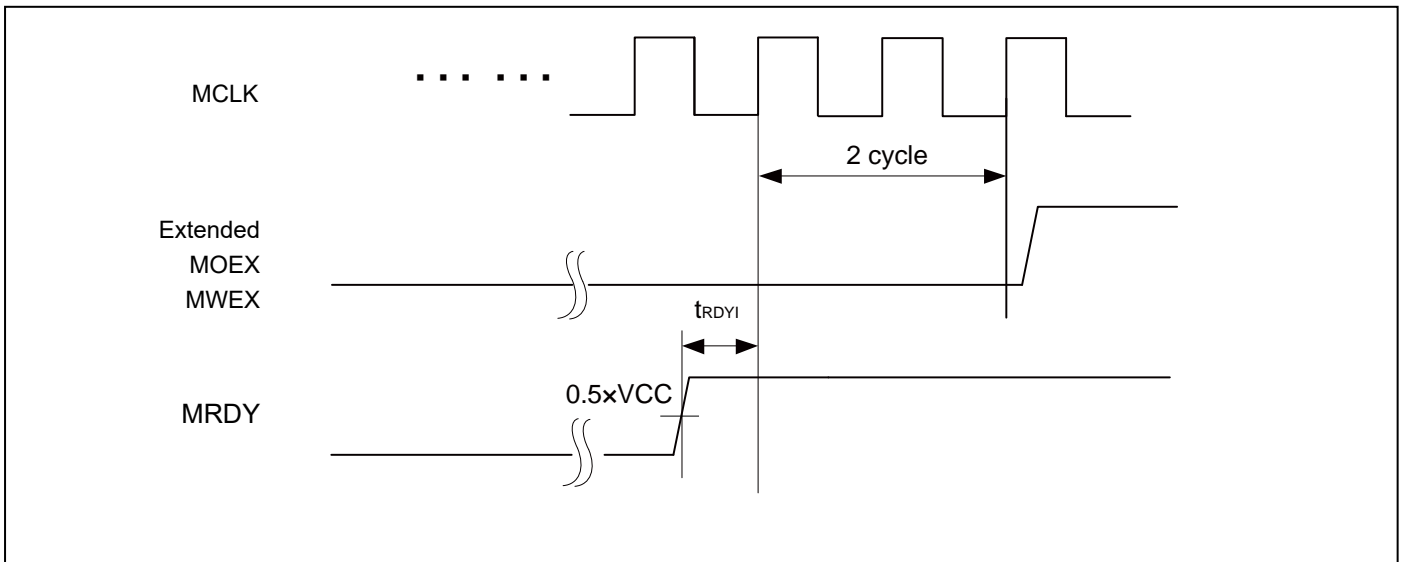 MCLK
2 cycle
Extended
MOEX
MWEX
tRDYI
0.5×VCC
MRDY